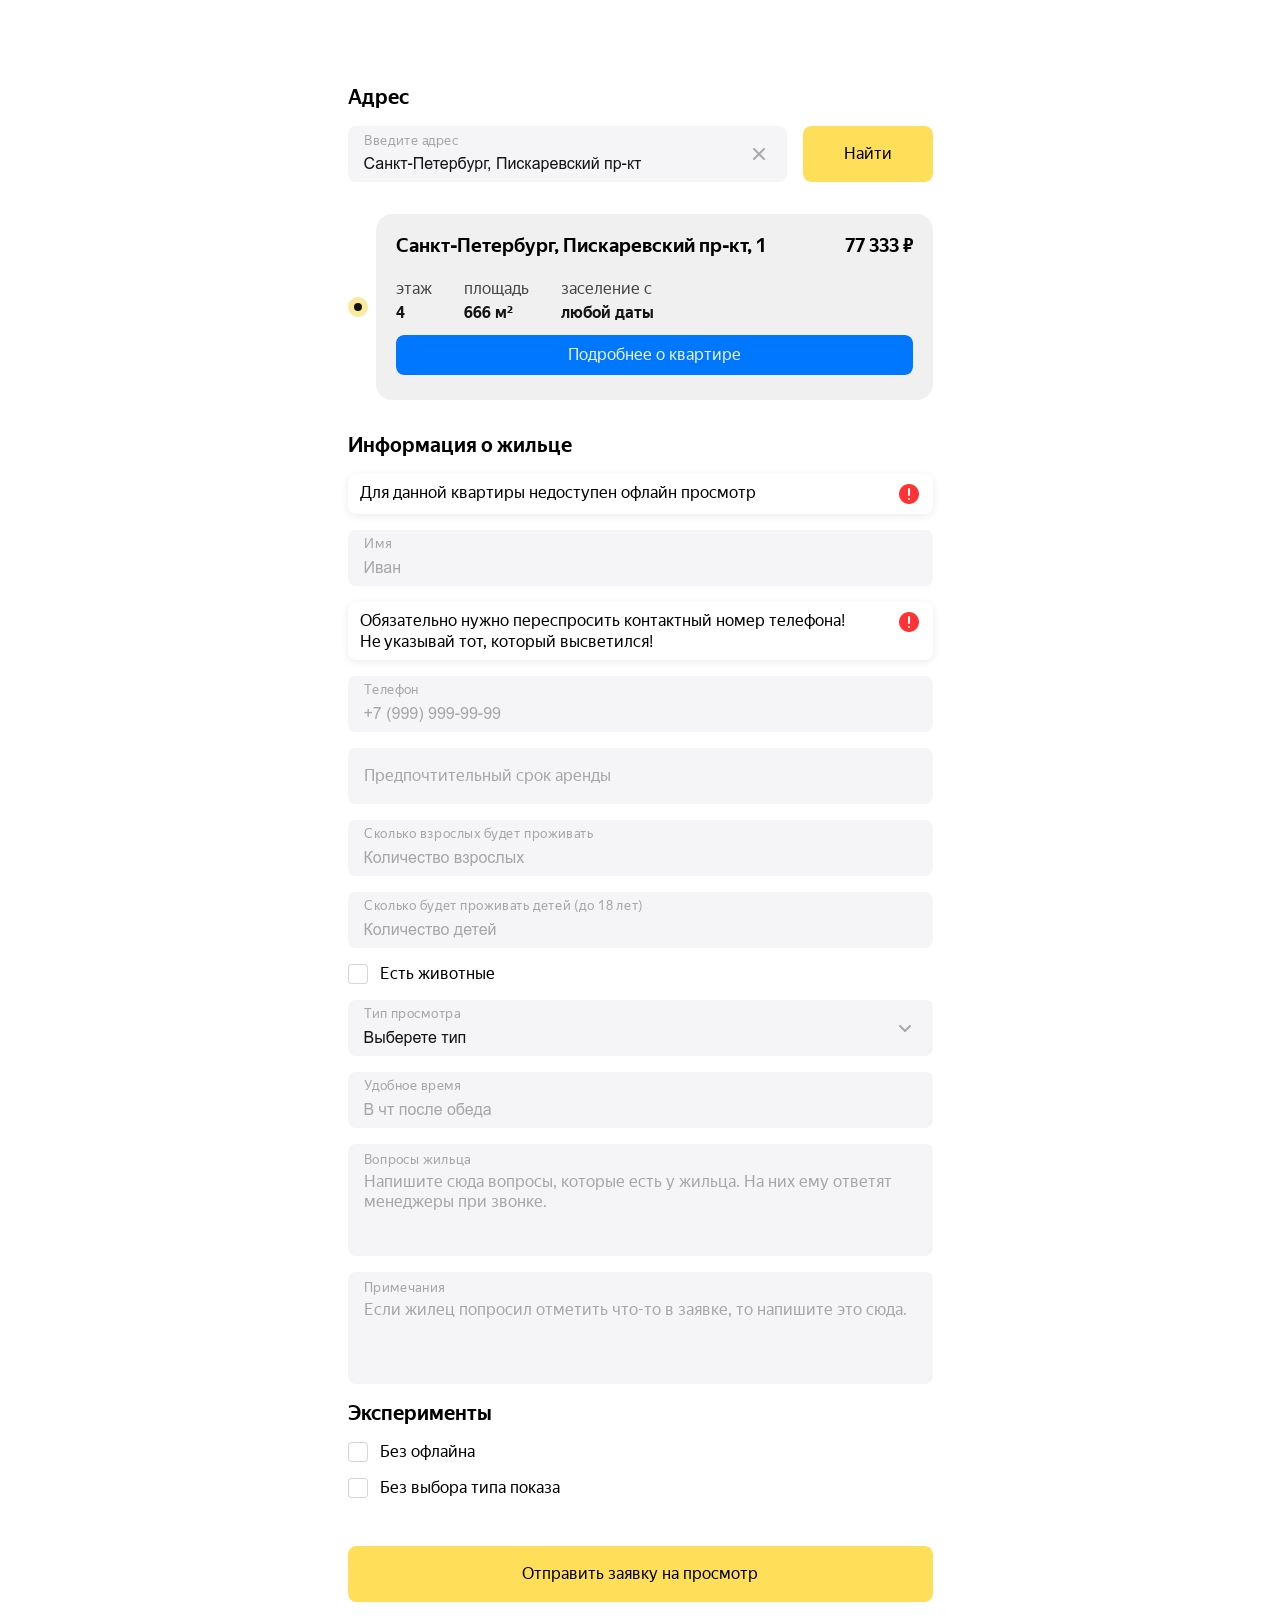 Адрес
Введите адрес
Санкт-Петербург, Пискаревский пр-кт
Найти
Санкт-Петербург, Пискаревский пр-кт, 1
77 333 ₽
этаж площадь заселение с
4 666 м² любой даты
Подробнее о квартире
Информация о жильце
Для данной квартиры недоступен офлайн просмотр
Имя
Иван
Обязательно нужно переспросить контактный номер телефона!
Не указывай тот, который высветился!
Телефон
+7 (999) 999-99-99
Предпочтительный срок аренды
Сколько взрослых будет проживать
Количество взрослых
Сколько будет проживать детей (до 18 лет)
Количество детей
Есть животные
Тип просмотра
Выберете тип
Удобное время
В чт после обеда
Вопросы жильца
Напишите сюда вопросы, которые есть у жильца. На них ему ответят
менеджеры при звонке.
Примечания
Если жилец попросил отметить что-то в заявке, то напишите это сюда.
Эксперименты
Без офлайна
Без выбора типа показа
Отправить заявку на просмотр